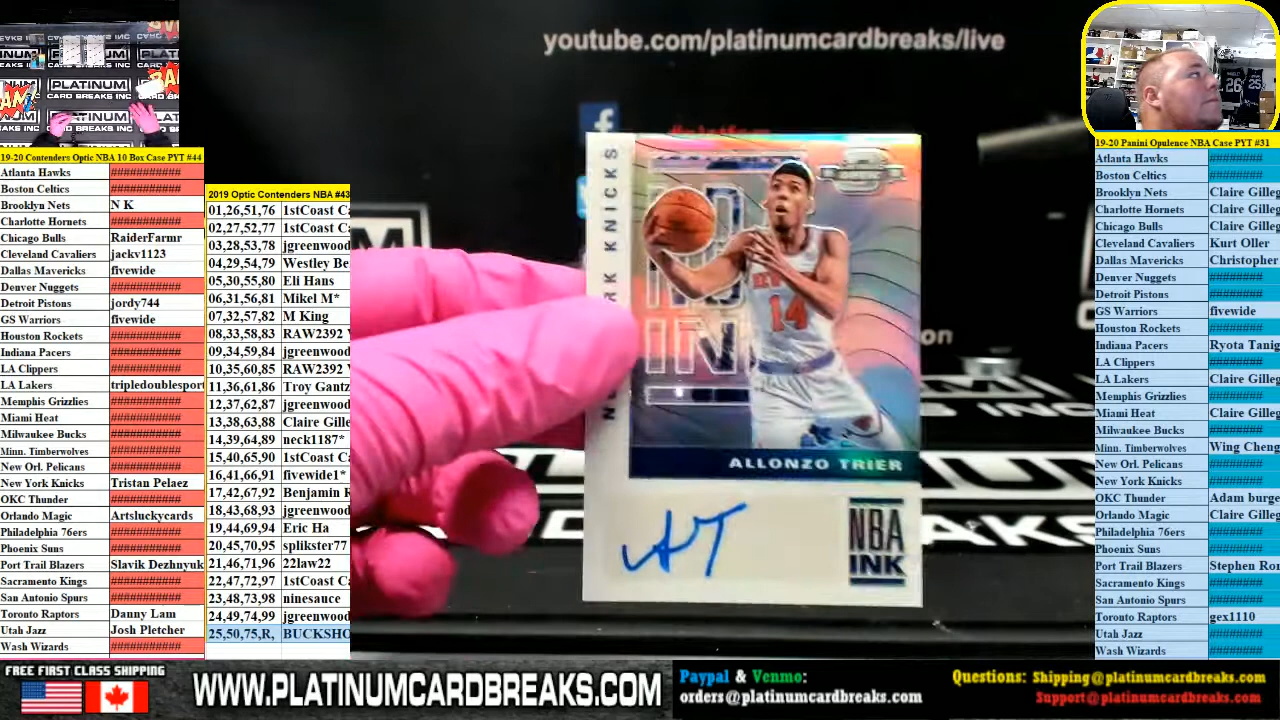 youtube.com/platinumcardbreaks/live
PLATINUM
CARD BREAKS INC
19-20 Contenders Optic NBA 10 Box Case PYT #44
Atlanta Hawks ###########
Boston Celtics ###########
Brooklyn Nets N K
Charlotte Hornets ###########
Chicago Bulls RaiderFarmr
Cleveland Cavaliers jackv1123
Dallas Mavericks fivewide
Denver Nuggets ###########
Detroit Pistons jordy744
GS Warriors fivewide
Houston Rockets ###########
Indiana Pacers ###########
LA Clippers ###########
LA Lakers tripledoublesport
Memphis Grizzlies ###########
Miami Heat ###########
Milwaukee Bucks ###########
Minn. Timberwolves ###########
New Orl. Pelicans ###########
New York Knicks Tristan Pelaez
OKC Thunder ###########
Orlando Magic Artsluckycards
Philadelphia 76ers ###########
Phoenix Suns ###########
Port Trail Blazers Slavik Dezhnyuk
Sacramento Kings ###########
San Antonio Spurs ###########
Toronto Raptors Danny Lam
Utah Jazz Josh Pletcher
Wash Wizards ###########
2019 Optic Contenders NBA #43
01,26,51,76 1stCoast Ca
02,27,52,77 1stCoast Ca
03,28,53,78 jgreenwood
04,29,54,79 Westley Be
05,30,55,80 Eli Hans
06,31,56,81 Mikel M*
07,32,57,82 M King
08,33,58,83 RAW2392
09,34,59,84 jgreenwood
10,35,60,85 RAW2392
11,36,61,86 Troy Gantz
12,37,62,87 jgreenwood
13,38,63,88 Claire Gille
14,39,64,89 neck1187*
15,40,65,90 1stCoast Ca
16,41,66,91 fivewide1*
17,42,67,92 Benjamin R
18,43,68,93 jgreenwood
19,44,69,94 Eric Ha
20,45,70,95 splikster77
21,46,71,96 22law22
22,47,72,97 1stCoast Ca
23,48,73,98 ninesauce
24,49,74,99 jgreenwood
25,50,75,R, BUCKSHO
14
ALLONZO TRIER
AT
NBA
INK
19-20 Panini Opulence NBA Case PYT #31
Atlanta Hawks ########
Boston Celtics ########
Brooklyn Nets Claire Gilleg
Charlotte Hornets Claire Gilleg
Chicago Bulls Claire Gilleg
Cleveland Cavaliers Kurt Oller
Dallas Mavericks Christopher
Denver Nuggets ########
Detroit Pistons ########
GS Warriors fivewide
Houston Rockets ########
Indiana Pacers Ryota Tanig
LA Clippers ########
LA Lakers Claire Gilleg
Memphis Grizzlies ########
Miami Heat Claire Gilleg
Milwaukee Bucks ########
Minn. Timberwolves Wing Cheng
New Orl. Pelicans ########
New York Knicks ########
OKC Thunder Adam burge
Orlando Magic Claire Gilleg
Philadelphia 76ers ########
Phoenix Suns ########
Port Trail Blazers Stephen Ror
Sacramento Kings ########
San Antonio Spurs ########
Toronto Raptors gex1110
Utah Jazz ########
Wash Wizards ########
FREE FIRST CLASS SHIPPING
WWW.PLATINUMCARDBREAKS.COM
Paypal & Venmo:
orders@platinumcardbreaks.com
Questions: Shipping@platinumcardbreaks.com
Support@platinumcardbreaks.com